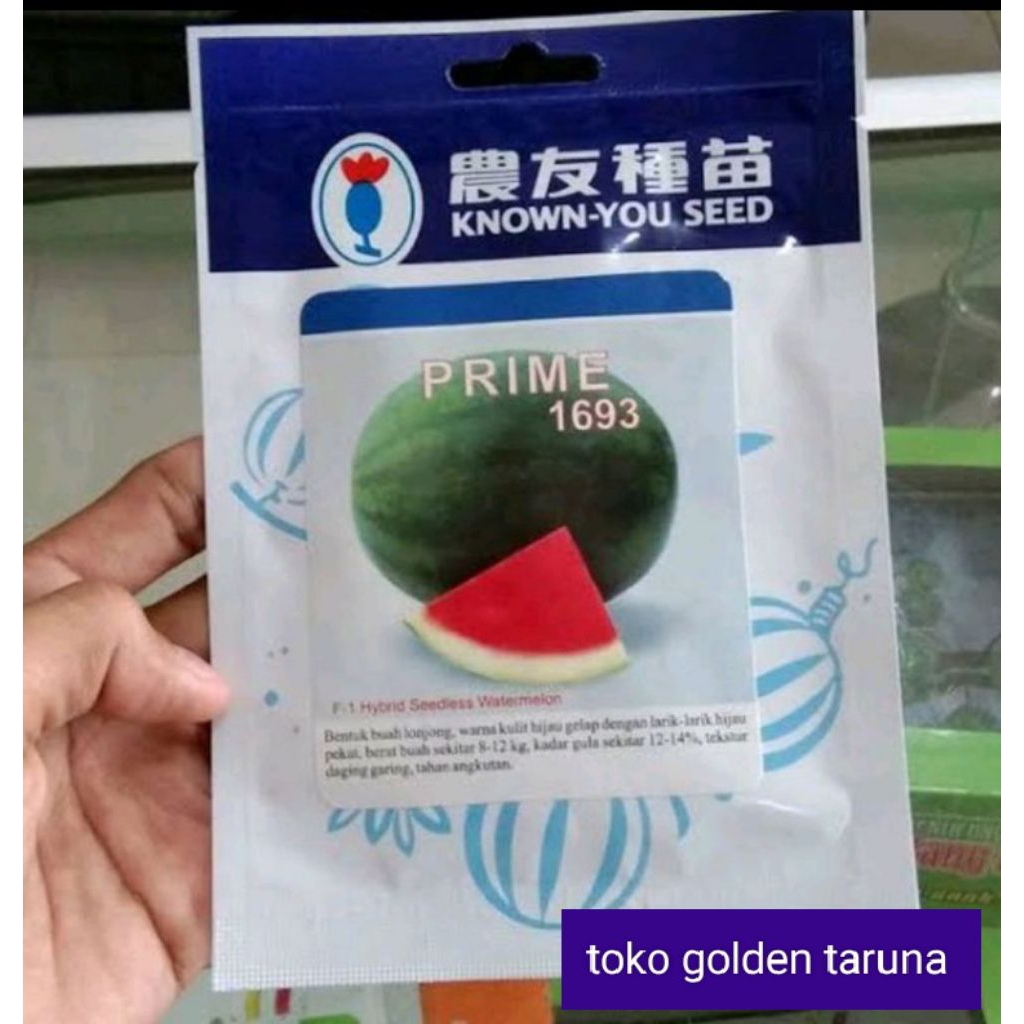 農友種苗
KNOWN-YOU SEED
PRIME
1693
F-1 Hybrid Seedless Watermelon
Bentuk buah lonjong, warna kulit hijau gelap dengan larik-larik hijau
pekat, berat buah sekitar 8-12 kg, kadar gula sekitar 12-14%, tekstur
daging garing, tahan angkutan.
toko golden taruna